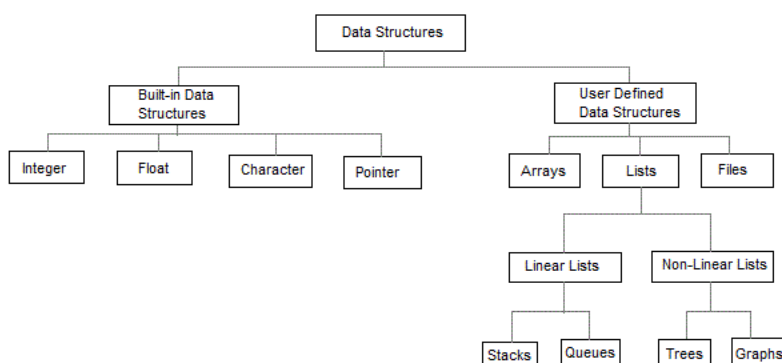 Data Structures
Built-in Data
Structures
User Defined
Data Structures
Integer
Float
Character
Pointer
Arrays
Lists
Files
Linear Lists
Non-Linear Lists
Stacks
Queues
Trees
Graphs